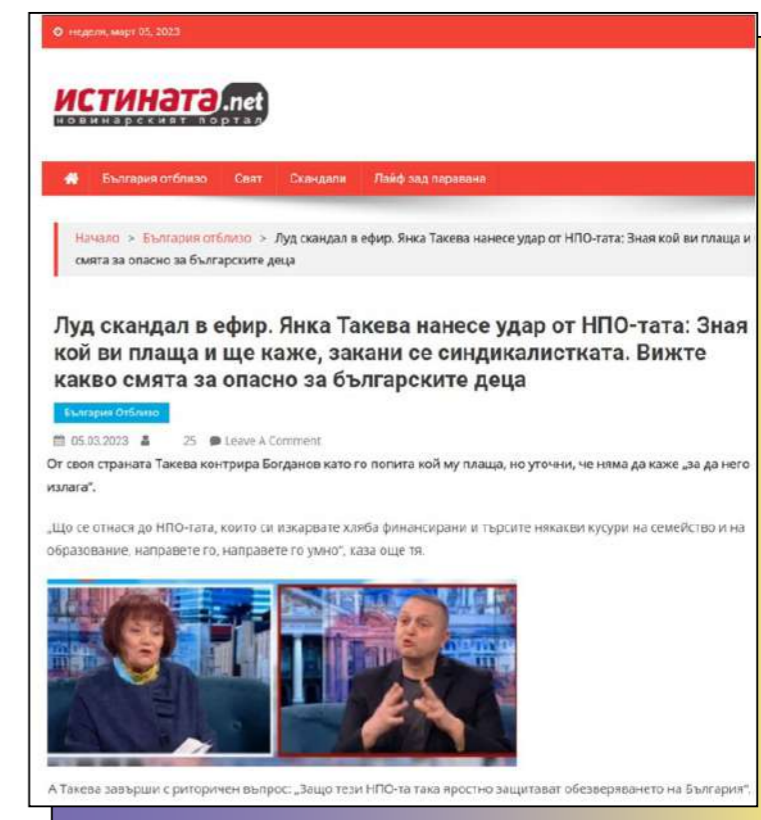 неделя, март 05, 2023
ИСТИНАТА.net
новинарският портал
България отблизо Свят Скандали Лайф зад паравана
Начало > България отблизо > Луд скандал в ефир. Янка Такева нанесе удар от НПО-тата: Зная кой ви плаща и
смята за опасно за българските деца
Луд скандал в ефир. Янка Такева нанесе удар от НПО-тата: Зная
кой ви плаща и ще каже, закани се синдикалистката. Вижте
какво смята за опасно за българските деца
България Отблизо
05.03.2023 25 Leave A Comment
От своя страната Такева контрира Богданов като го попита кой му плаща, но уточни, че няма да каже „за да него
излага“.
„Що се отнася до НПО-тата, които си изкарвате хляба финансирани и търсите някакви кусури на семейство и на
образование, направете го, направете го умно“, каза още тя.
А Такева завърши с риторичен въпрос: „Защо тези НПО-та така яростно защитават обезверяването на България“.